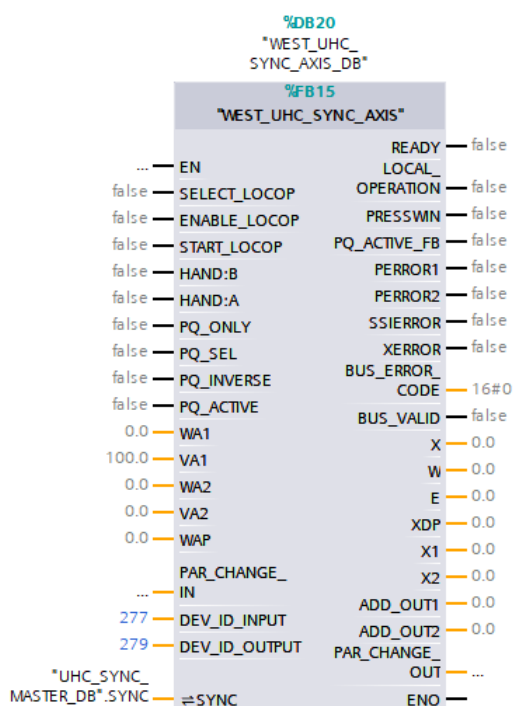 %DB20
"WEST_UHC_
SYNC_AXIS_DB"
%FB15
"WEST_UHC_SYNC_AXIS"
READY false
... EN LOCAL_
OPERATION false
false SELECT_LOCOP
false ENABLE_LOCOP PRESSWIN false
false START_LOCOP PQ_ACTIVE_FB false
false HAND:B PERROR1 false
false HAND:A PERROR2 false
false PQ_ONLY SSIERROR false
false PQ_SEL XERROR false
false PQ_INVERSE BUS_ERROR_
CODE 16#0
false PQ_ACTIVE BUS_VALID false
0.0 WA1 X 0.0
100.0 VA1 W 0.0
0.0 WA2 E 0.0
0.0 VA2 XDP 0.0
0.0 WAP X1 0.0
PAR_CHANGE_
... IN X2 0.0
277 DEV_ID_INPUT ADD_OUT1 0.0
279 DEV_ID_OUTPUT ADD_OUT2 0.0
PAR_CHANGE_
OUT ...
"UHC_SYNC_
MASTER_DB".SYNC ⇌SYNC ENO